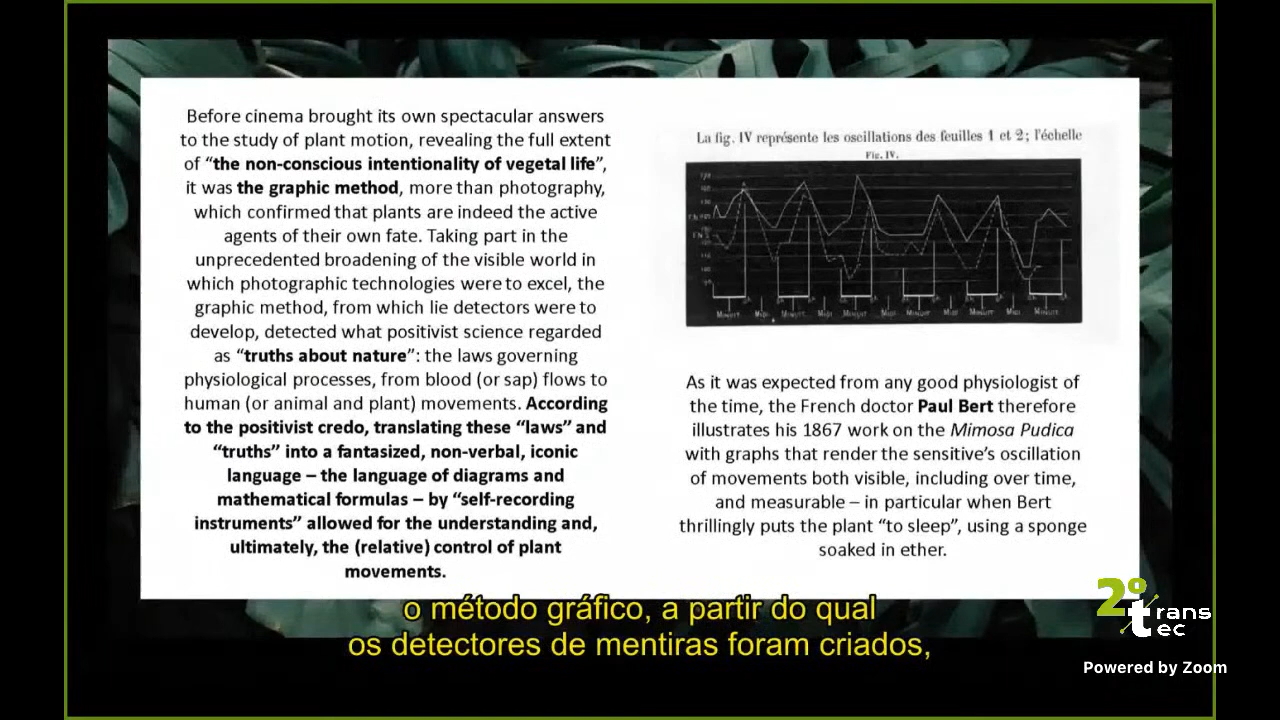 Before cinema brought its own spectacular answers
to the study of plant motion, revealing the full extent
of “the non-conscious intentionality of vegetal life”,
it was the graphic method, more than photography,
which confirmed that plants are indeed the active
agents of their own fate. Taking part in the
unprecedented broadening of the visible world in
which photographic technologies were to excel, the
graphic method, from which lie detectors were to
develop, detected what positivist science regarded
as “truths about nature”: the laws governing
physiological processes, from blood (or sap) flows to
human (or animal and plant) movements. According
to the positivist credo, translating these “laws” and
“truths” into a fantasized, non-verbal, iconic
language – the language of diagrams and
mathematical formulas – by “self-recording
instruments” allowed for the understanding and,
ultimately, the (relative) control of plant
movements.
La fig. IV représente les oscillations des feuilles 1 et 2; l'échelle
Fig. IV.
Minuit Midi Minuit Midi Minuit Midi Minuit Midi Minuit Midi Minuit
As it was expected from any good physiologist of
the time, the French doctor Paul Bert therefore
illustrates his 1867 work on the Mimosa Pudica
with graphs that render the sensitive’s oscillation
of movements both visible, including over time,
and measurable – in particular when Bert
thrillingly puts the plant “to sleep”, using a sponge
soaked in ether.
o método gráfico, a partir do qual
os detectores de mentiras foram criados,
2º trans
tec
Powered by Zoom